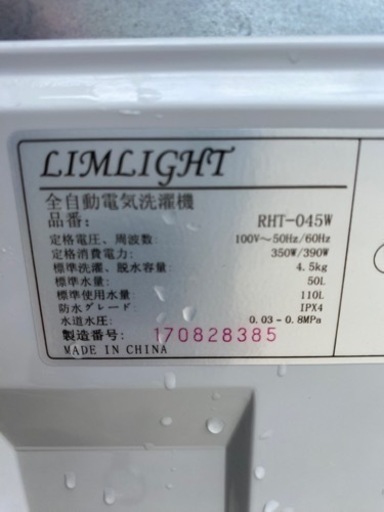 LIMLIGHT
全自動電気洗濯機
品番: RHT-045W
定格電圧、周波数: 100V～50Hz/60Hz
定格消費電力: 350W/390W
標準洗濯、脱水容量: 4.5kg
標準水量: 50L
標準使用水量: 110L
防水グレード: IPX4
水道水圧: 0.03-0.8MPa
製造番号: 170828385
MADE IN CHINA